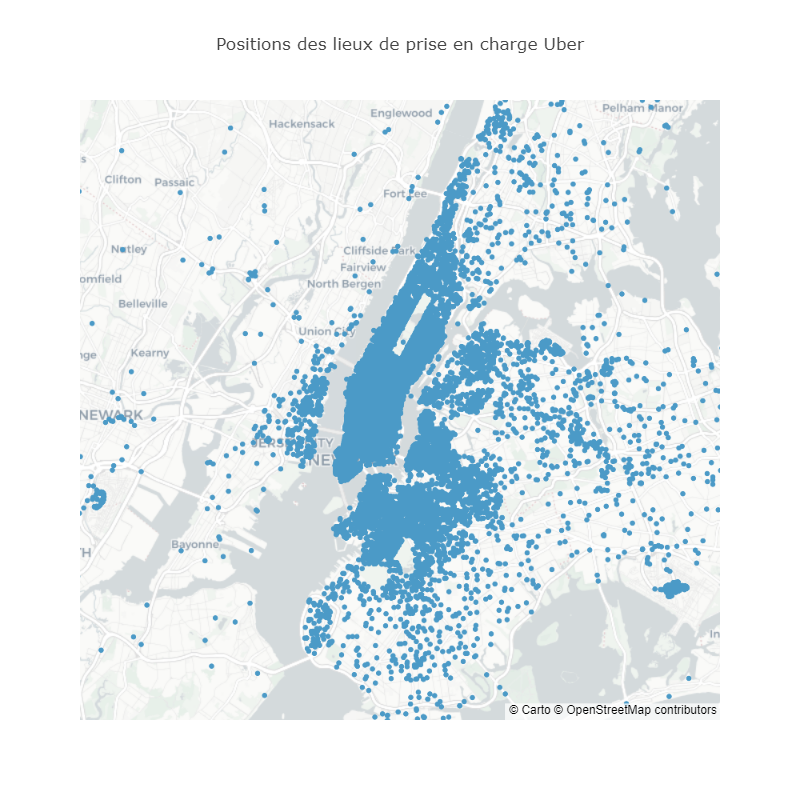 Positions des lieux de prise en charge Uber
Pelham Manor
Englewood
Hackensack
Clifton
Passaic
Fort Lee
Nutley
Cliffside Park
Fairview
North Bergen
omfield
Belleville
Union City
Kearny
nge
NEWARK
JERSEY CITY
NE
TH
Bayonne
In
© Carto © OpenStreetMap contributors